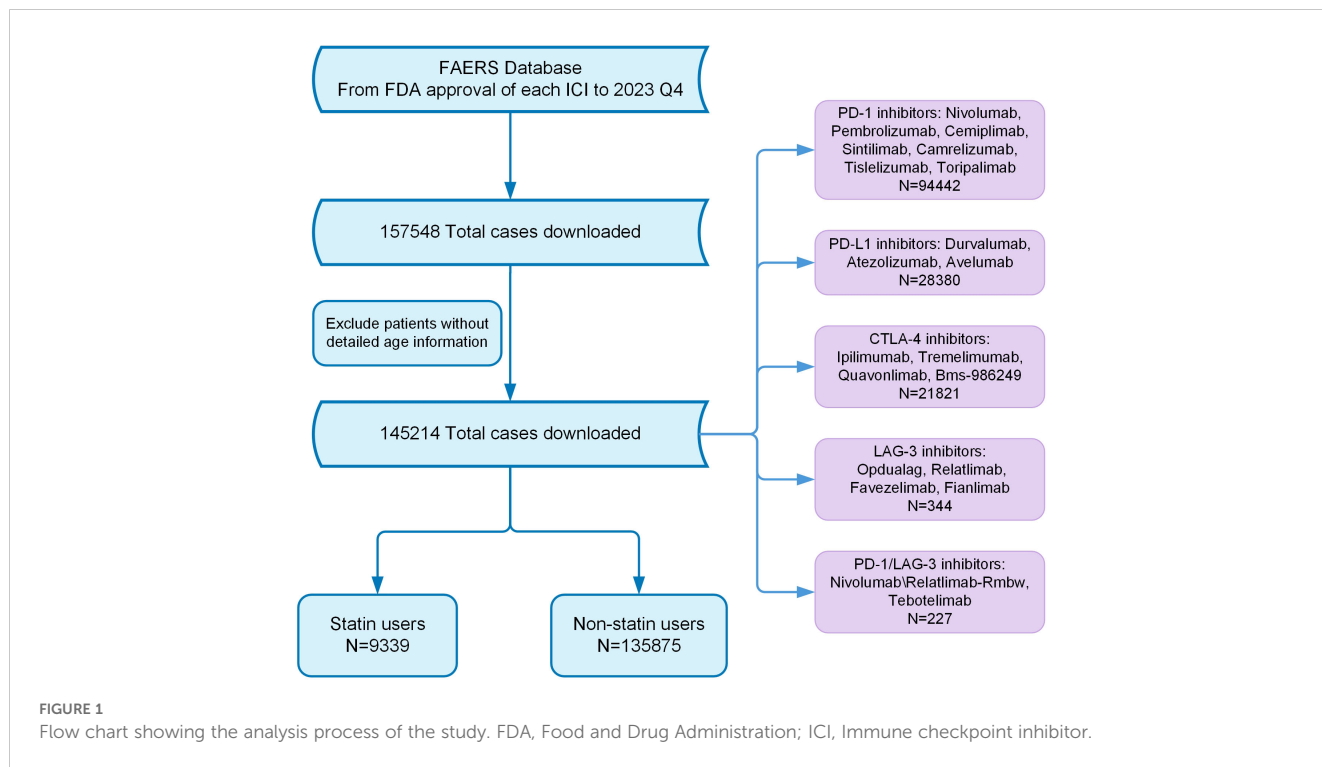 FAERS Database
From FDA approval of each ICI to 2023 Q4
157548 Total cases downloaded
Exclude patients without
detailed age information
145214 Total cases downloaded
Statin users
N=9339
Non-statin users
N=135875
PD-1 inhibitors: Nivolumab,
Pembrolizumab, Cemiplimab,
Sintilimab, Camrelizumab,
Tislelizumab, Toripalimab
N=94442
PD-L1 inhibitors: Durvalumab,
Atezolizumab, Avelumab
N=28380
CTLA-4 inhibitors:
Ipilimumab, Tremelimumab,
Quavonlimab, Bms-986249
N=21821
LAG-3 inhibitors:
Opdualag, Relatlimab,
Favezelimab, Fianlimab
N=344
PD-1/LAG-3 inhibitors:
Nivolumab\Relatlimab-Rmbw,
Tebotelimab
N=227
FIGURE 1
Flow chart showing the analysis process of the study. FDA, Food and Drug Administration; ICI, Immune checkpoint inhibitor.